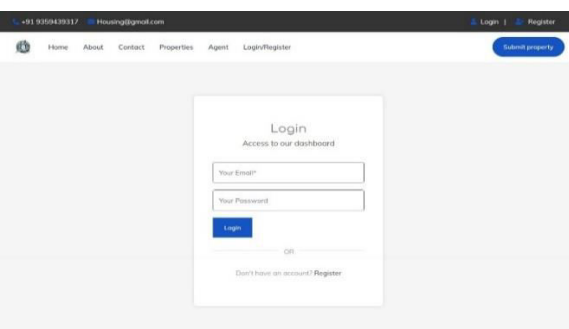 +91 9359439317 Housing@gmail.com Login | Register
Home About Contact Properties Agent Login/Register Submit property
Login
Access to our dashboard
Your Email*
Your Password
Login
OR
Don't have an account? Register